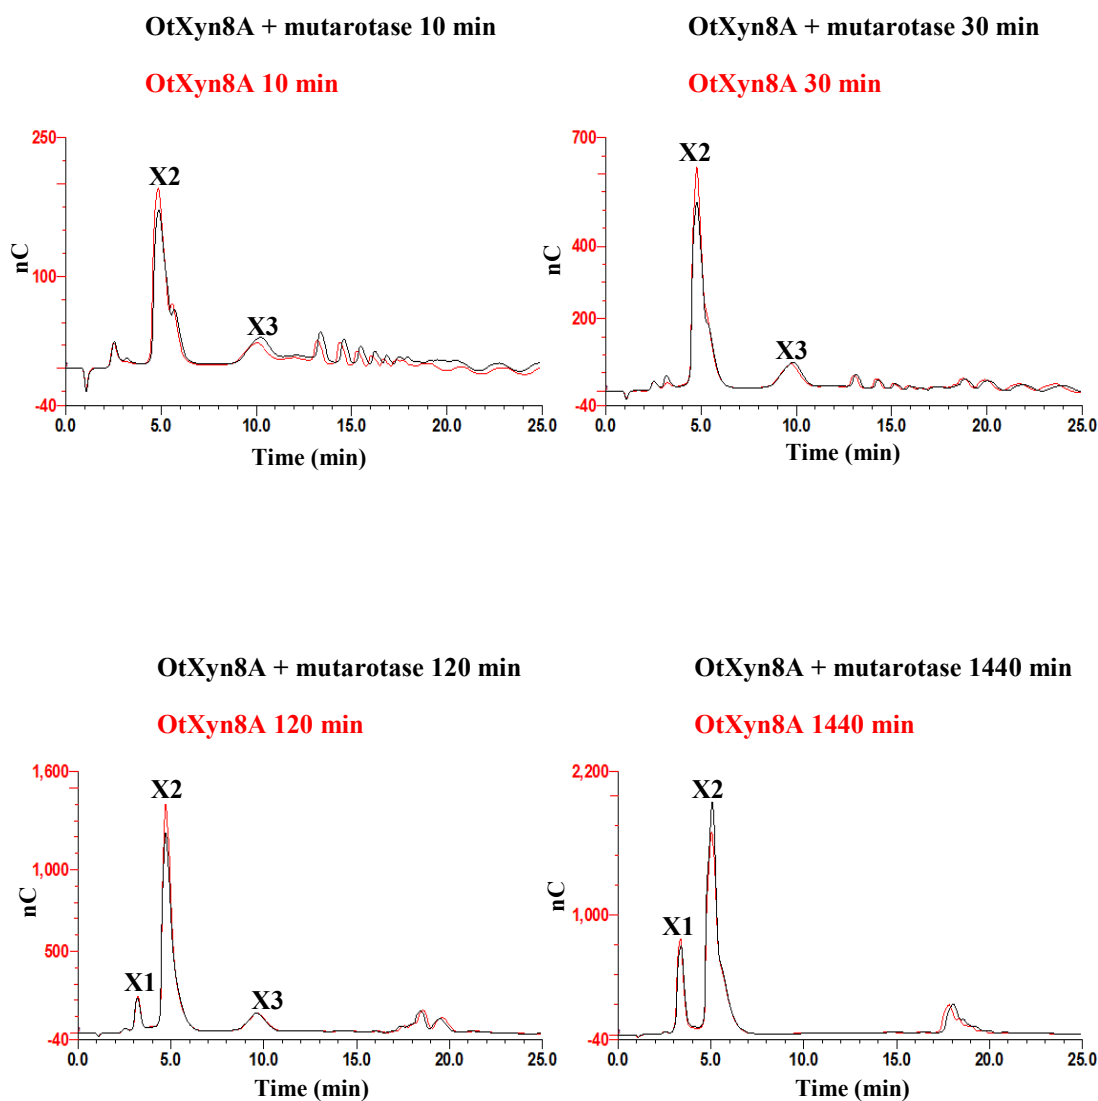 OtXyn8A + mutarotase 10 min
OtXyn8A 10 min
250
100
-40
nC
X2
X3
0.0 5.0 10.0 15.0 20.0 25.0
Time (min)
OtXyn8A + mutarotase 30 min
OtXyn8A 30 min
700
400
200
-40
nC
X2
X3
0.0 5.0 10.0 15.0 20.0 25.0
Time (min)
OtXyn8A + mutarotase 120 min
OtXyn8A 120 min
1,600
1,000
500
-40
nC
X2
X1
X3
0.0 5.0 10.0 15.0 20.0 25.0
Time (min)
OtXyn8A + mutarotase 1440 min
OtXyn8A 1440 min
2,200
1,000
-40
nC
X2
X1
0.0 5.0 10.0 15.0 20.0 25.0
Time (min)